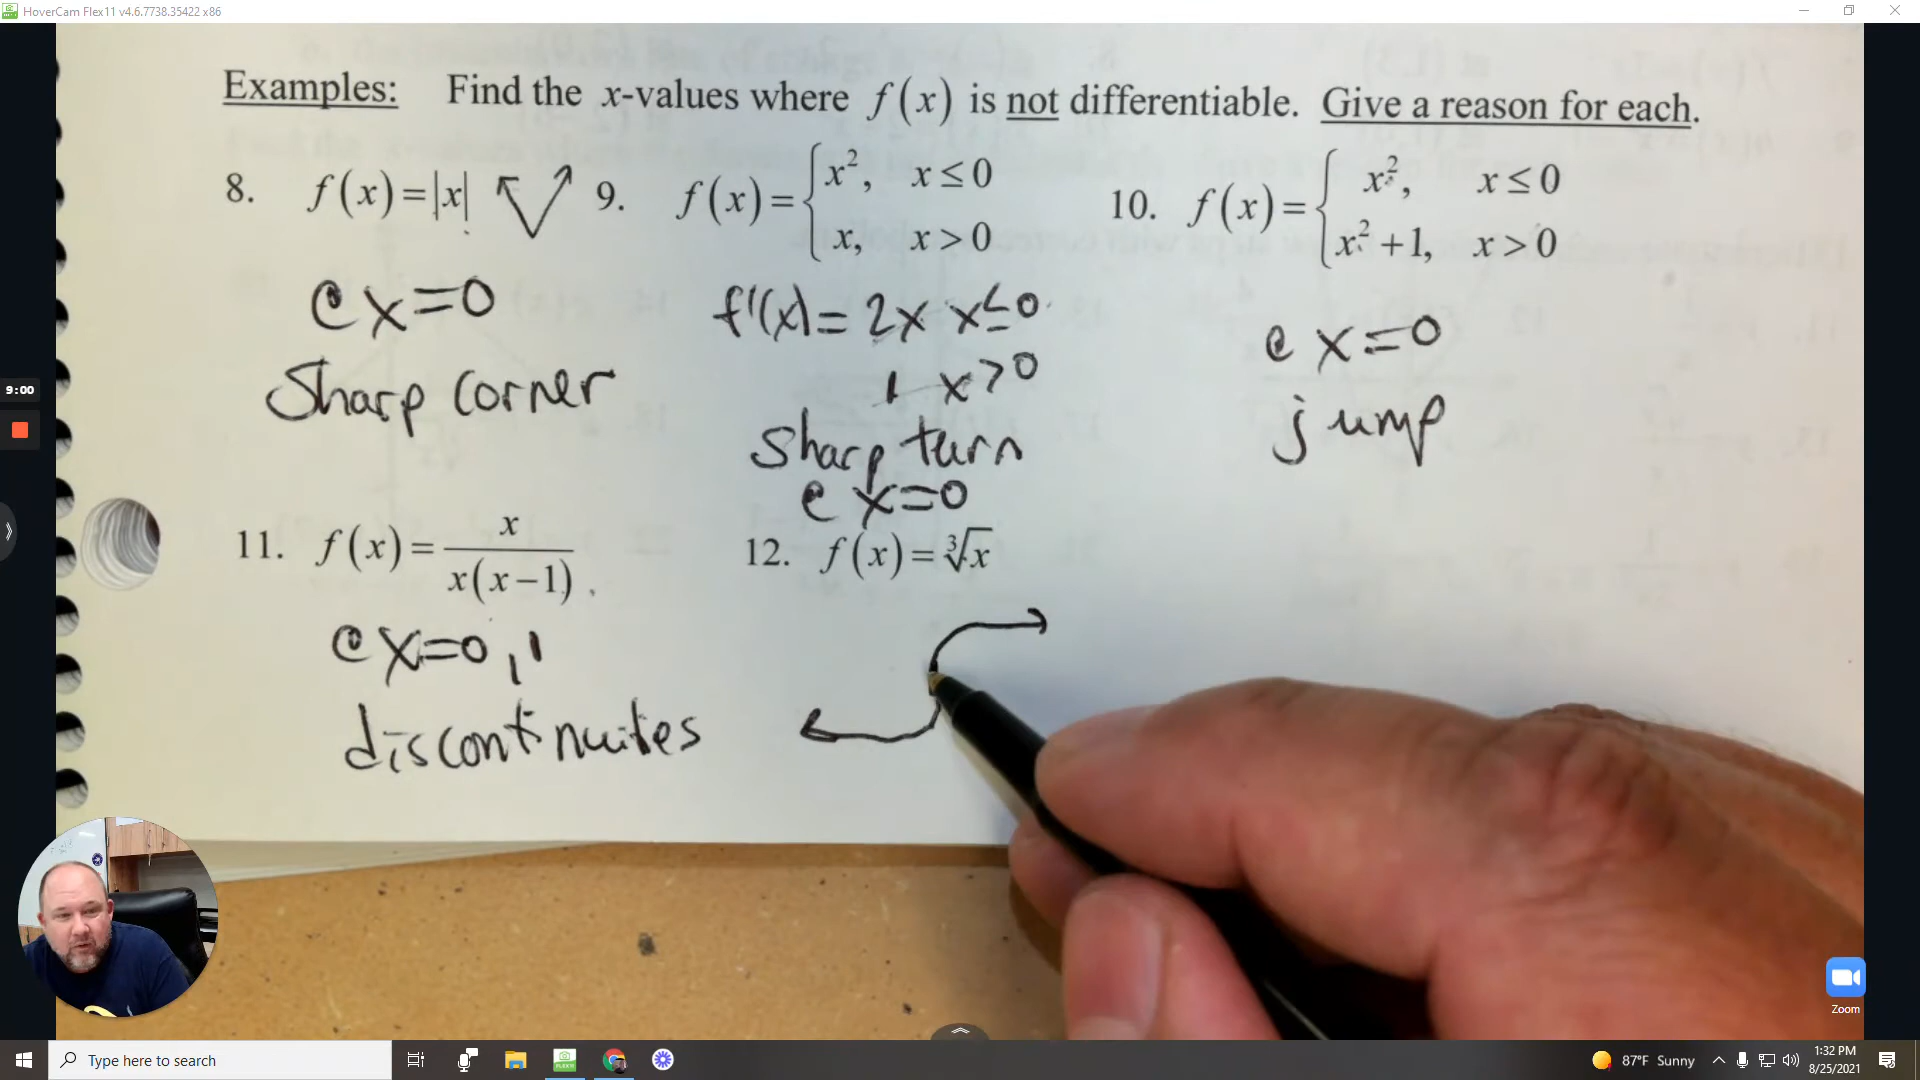 HoverCam Flex11 v4.6.7738.35422 x86
Examples: Find the x-values where f(x) is not differentiable. Give a reason for each.
8. f(x)=|x|
@ x=0
Sharp corner
9. f(x)={x², x≤0
x, x>0
f'(x)= 2x x≤0
1 x>0
Sharp turn
@ x=0
10. f(x)={x², x≤0
x²+1, x>0
@ x=0
jump
11. f(x)= x / x(x-1)
@ x=0, 1
discontinuites
12. f(x)=∛x
9:00
Zoom
Type here to search
FLEX11
87°F Sunny
1:32 PM
8/25/2021